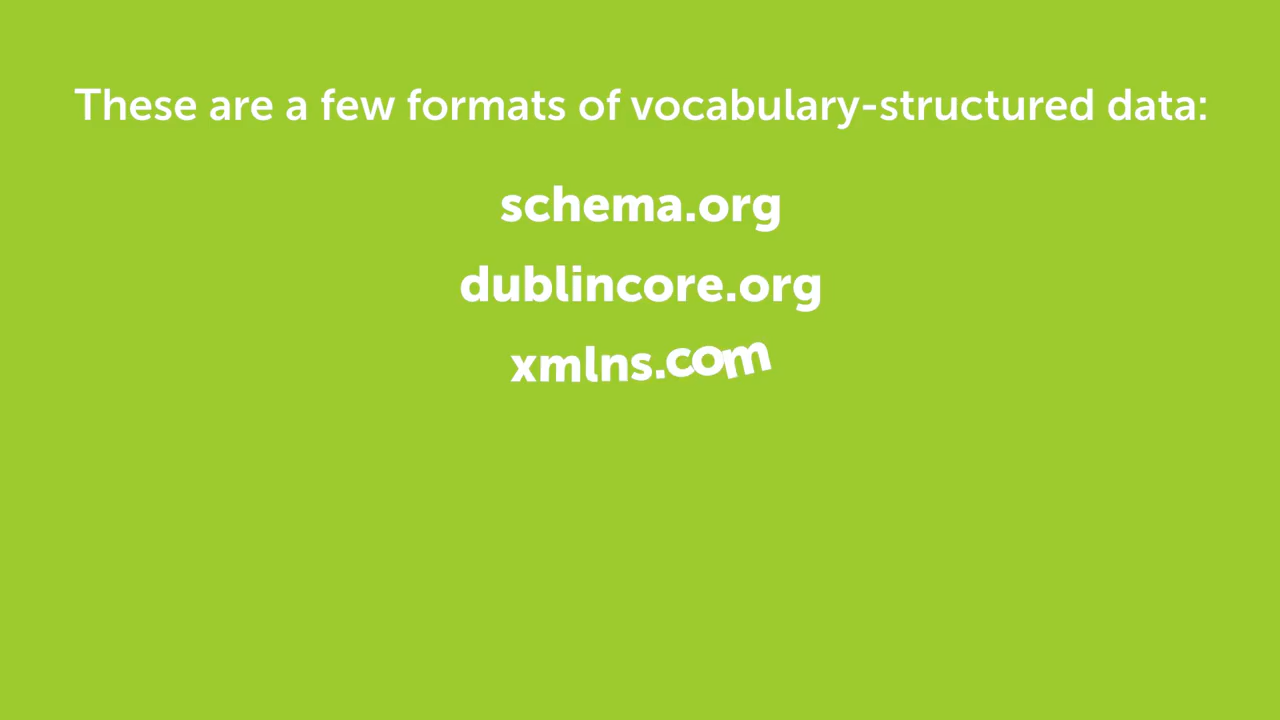 These are a few formats of vocabulary-structured data:
schema.org
dublincore.org
xmlns.com